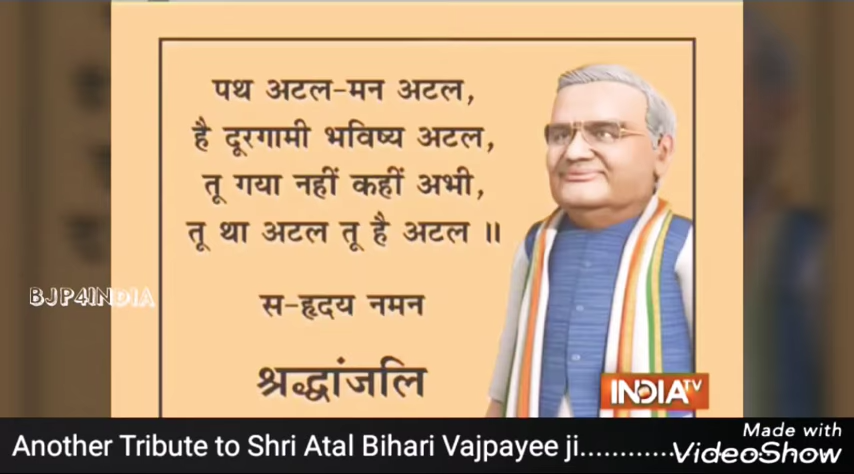 पथ अटल-मन अटल,
है दूरगामी भविष्य अटल,
तू गया नहीं कहीं अभी,
तू था अटल तू है अटल ॥
BJP4INDIA
स-हृदय नमन
श्रद्धांजलि
INDIA TV
Another Tribute to Shri Atal Bihari Vajpayee ji..............
Made with
VideoShow